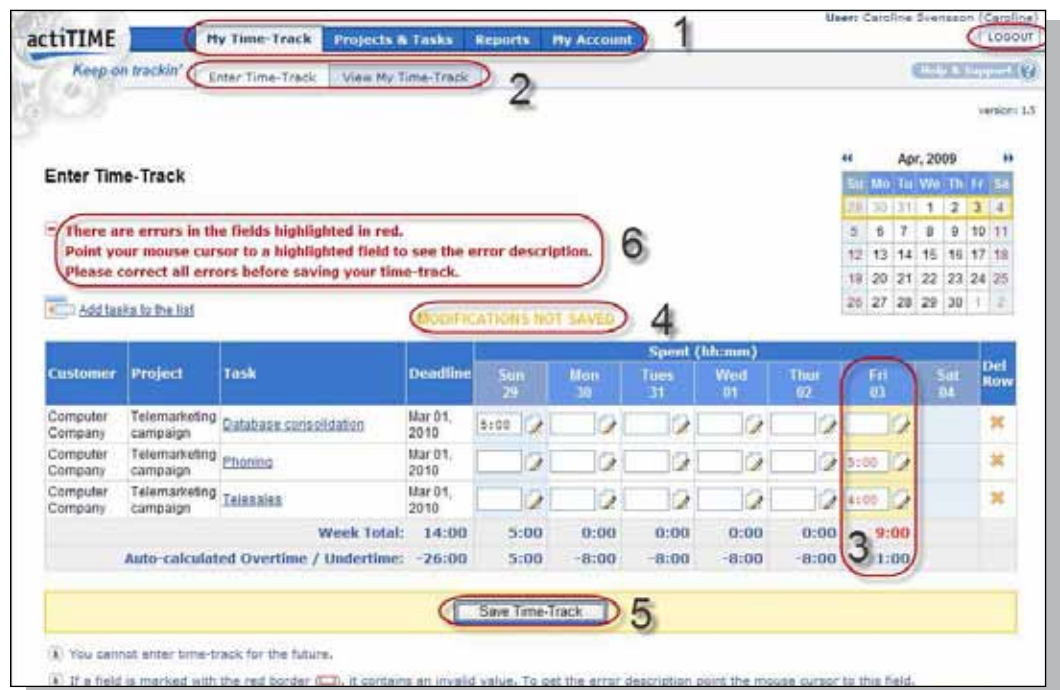 User: Caroline Svensson (Caroline)
actiTIME
My Time-Track Projects & Tasks Reports My Account 1
LOGOUT
Keep on trackin'
Enter Time-Track View My Time-Track 2
Help & Support ?
version: 1.5
Enter Time-Track
Apr, 2009
Su Mo Tu We Th Fr Sa
29 30 31 1 2 3 4
5 6 7 8 9 10 11
12 13 14 15 16 17 18
19 20 21 22 23 24 25
26 27 28 29 30 1 2
There are errors in the fields highlighted in red.
Point your mouse cursor to a highlighted field to see the error description. 6
Please correct all errors before saving your time-track.
Add tasks to the list
MODIFICATIONS NOT SAVED 4
Spent (hh:mm)
Customer Project Task Deadline Sun Mon Tues Wed Thur Fri Sat Del
29 30 31 01 02 03 04 Row
Computer Telemarketing Database consolidation Mar 01, 5:00
Company campaign 2010
Computer Telemarketing Phoning Mar 01, 5:00
Company campaign 2010
Computer Telemarketing Telesales Mar 01, 4:00
Company campaign 2010
Week Total: 14:00 5:00 0:00 0:00 0:00 0:00 9:00
3
Auto-calculated Overtime / Undertime: -26:00 5:00 -8:00 -8:00 -8:00 -8:00 1:00
Save Time-Track 5
You cannot enter time-track for the future.
If a field is marked with the red border, it contains an invalid value. To get the error description point the mouse cursor to this field.